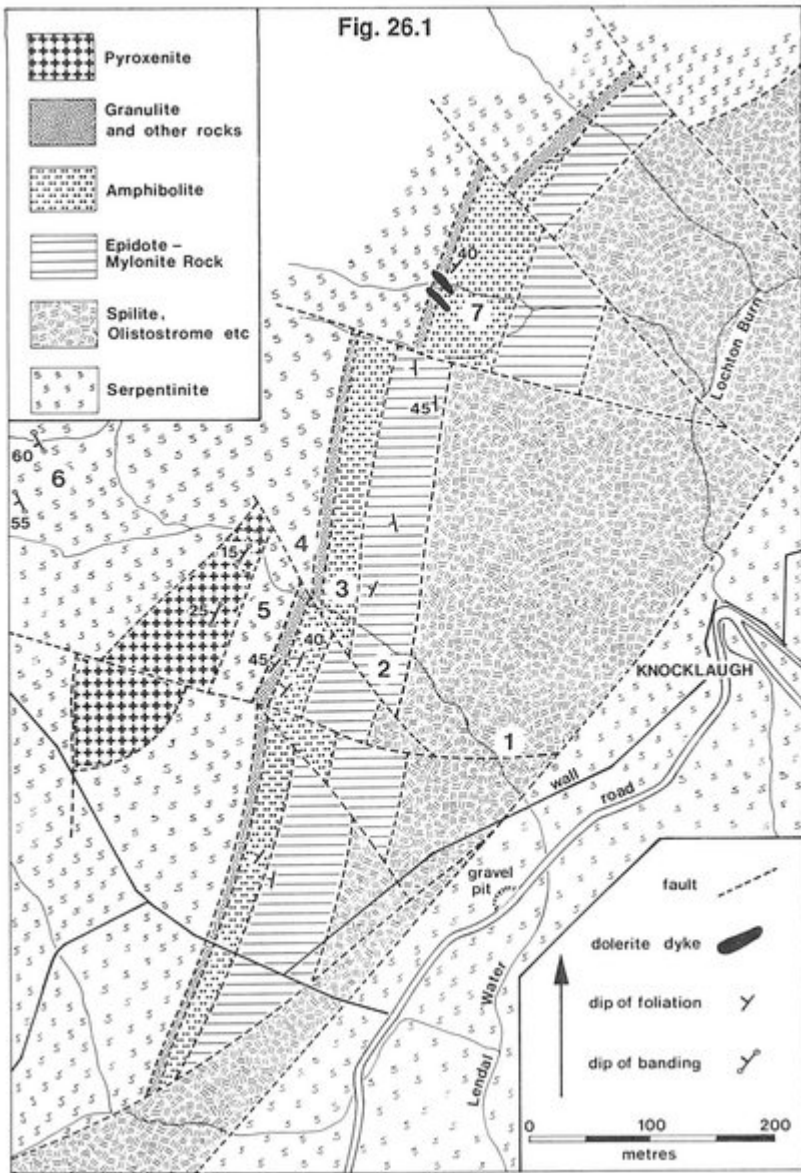 Fig. 26.1
Pyroxenite
Granulite
and other rocks
Amphibolite
Epidote –
Mylonite Rock
Spilite,
Olistostrome etc
Serpentinite
40
7
Lochton Burn
45
60
6
55
15
4
25
5
3
40
45
2
KNOCKLAUGH
1
wall
road
gravel
pit
Lendal Water
fault
dolerite dyke
dip of foliation
dip of banding
0 100 200
metres